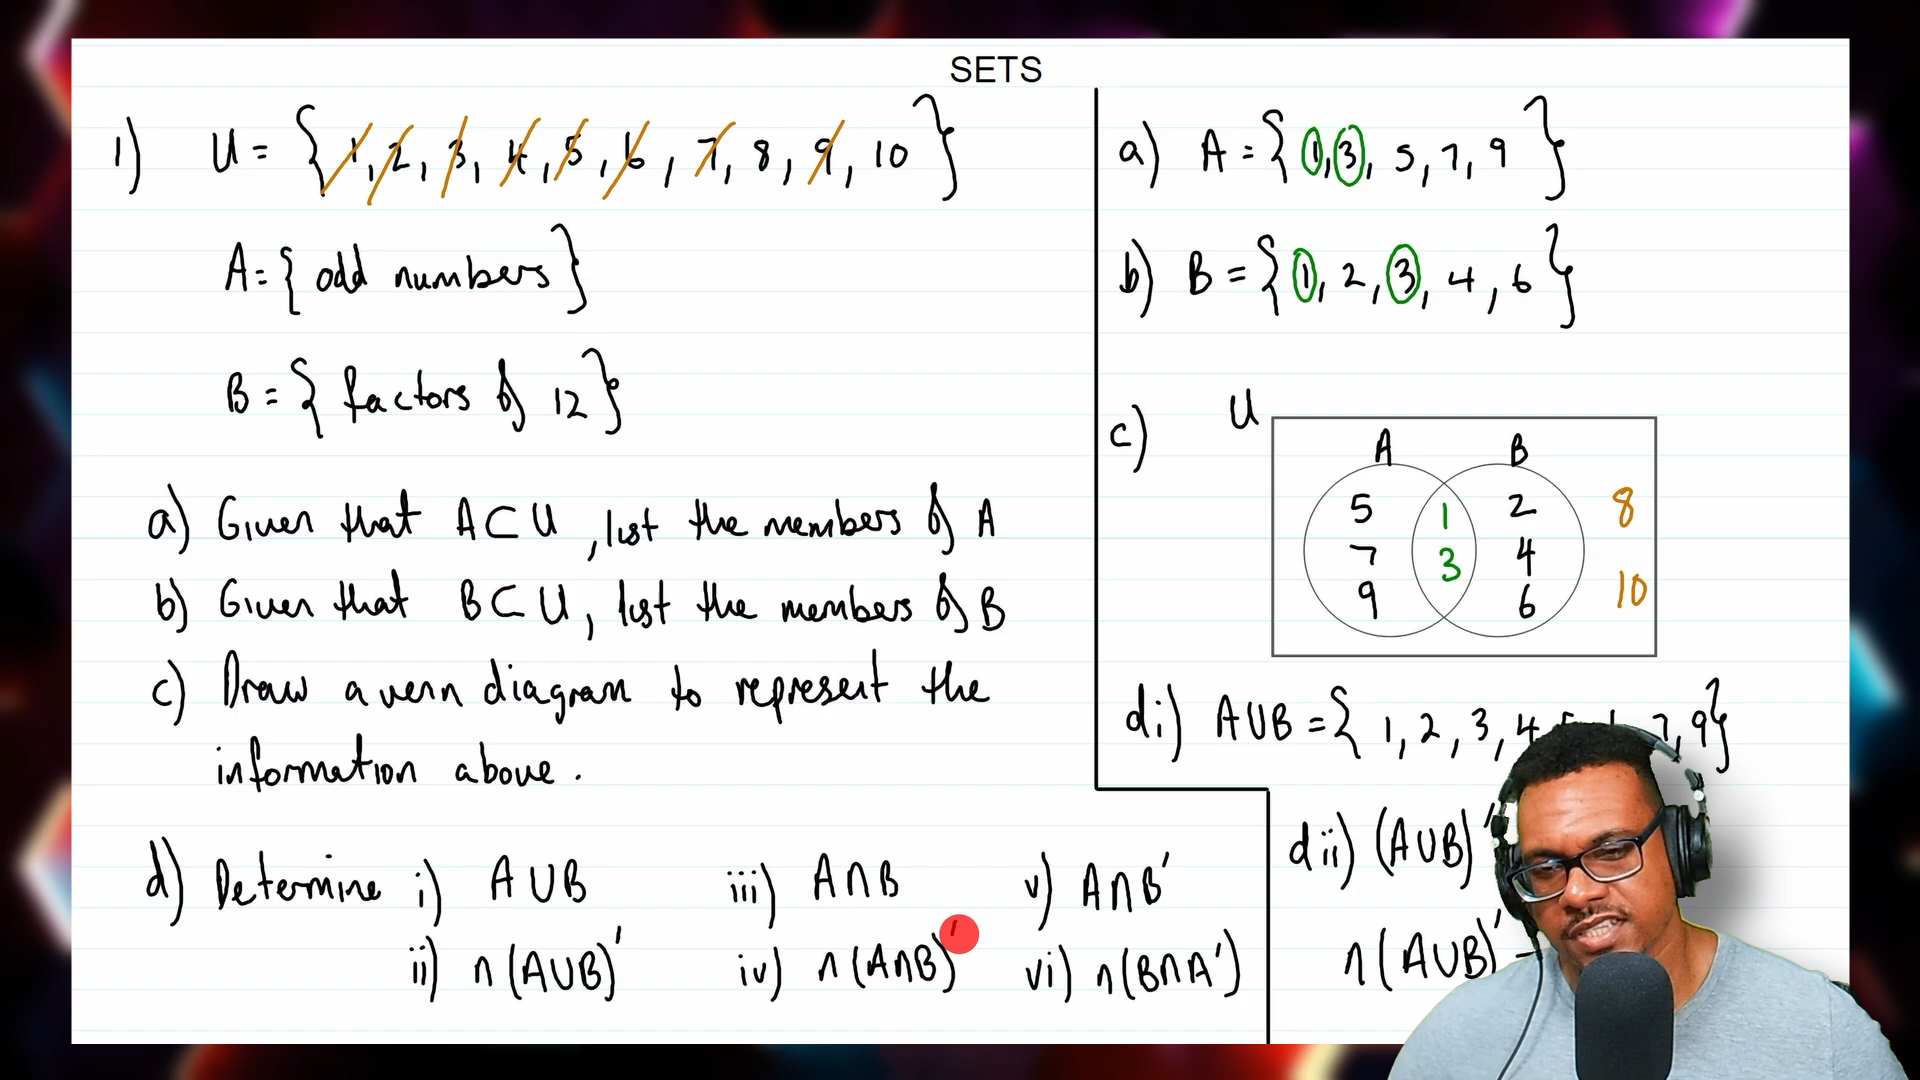 SETS
1) U = { 1, 2, 3, 4, 5, 6, 7, 8, 9, 10 }
A = { odd numbers }
B = { factors of 12 }
a) Given that A ⊂ U, list the members of A
b) Given that B ⊂ U, list the members of B
c) Draw a venn diagram to represent the
information above.
d) Determine i) A∪B iii) A∩B v) A∩B′
ii) n(A∪B)′ iv) n(A∩B)′ vi) n(B∩A′)
a) A = { 1, 3, 5, 7, 9 }
b) B = { 1, 2, 3, 4, 6 }
c) U
A B
5 1 2 8
7 3 4
9 6 10
di) A∪B = { 1, 2, 3, 4 7, 9 }
dii) (A∪B)′
n(A∪B)′